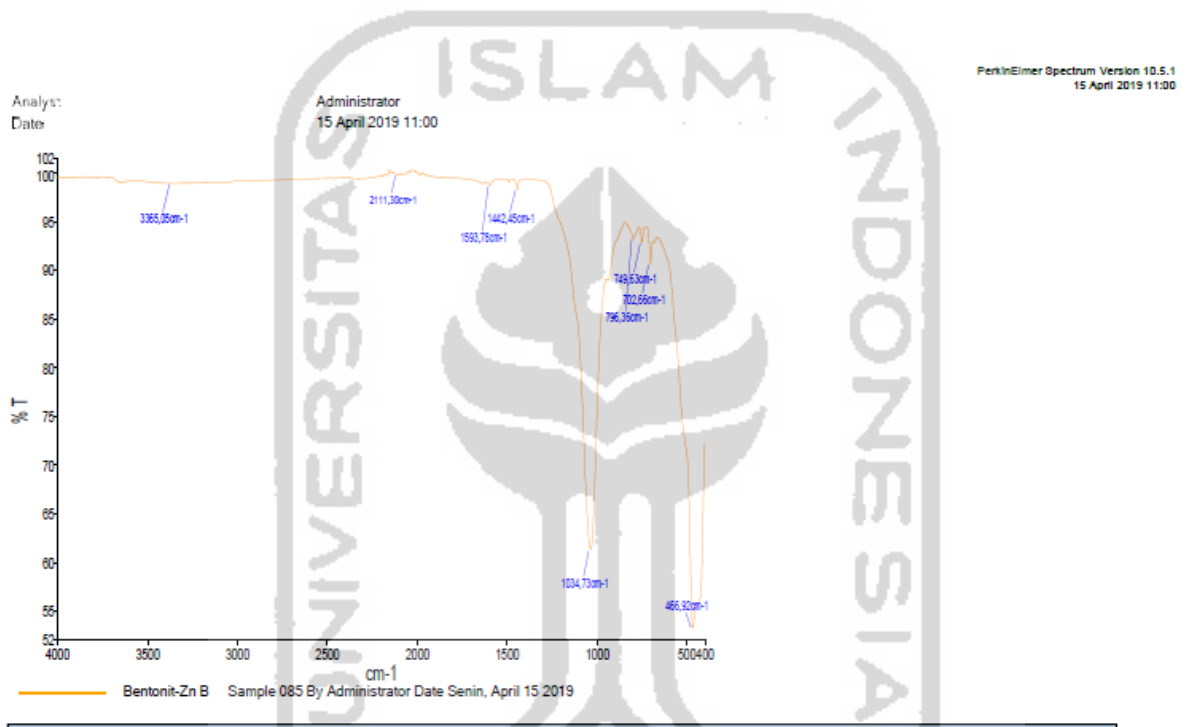 ISLAM
UNIVERSITAS
INDONESIA
PerkinElmer Spectrum Version 10.5.1
15 April 2019 11:00
Analyst Administrator
Date 15 April 2019 11:00
102
100
95
90
85
80
75
70
65
60
55
52
%T
3365,05cm-1
2111,30cm-1
1593,76cm-1
1442,45cm-1
749,63cm-1
702,66cm-1
796,36cm-1
1034,73cm-1
466,92cm-1
4000 3500 3000 2500 2000 1500 1000 500 400
cm-1
Bentonit-Zn B Sample 085 By Administrator Date Senin, April 15 2019